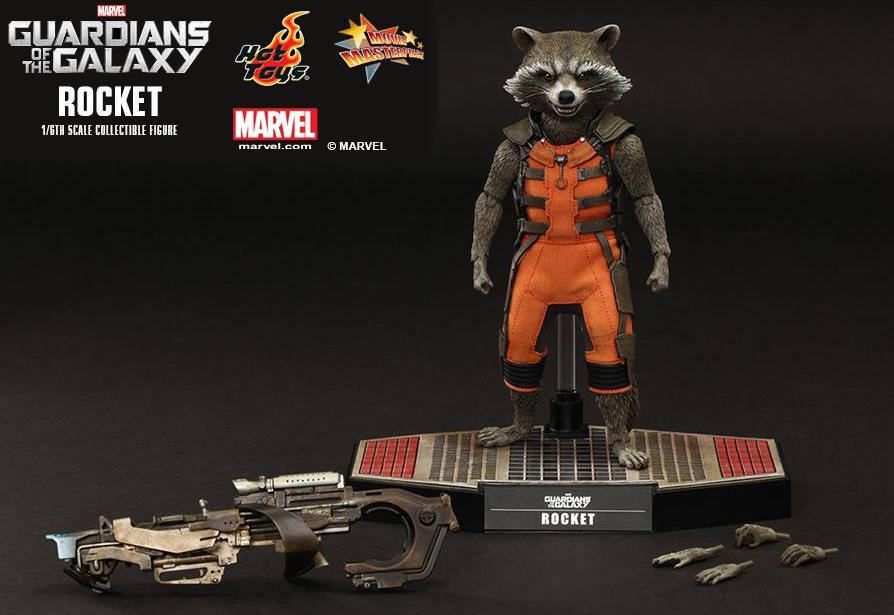 MARVEL
GUARDIANS
OF THE GALAXY
ROCKET
1/6TH SCALE COLLECTIBLE FIGURE
Hot Toys
MOVIE
MASTERPIECE
MARVEL
marvel.com © MARVEL
GUARDIANS
OF THE GALAXY
ROCKET